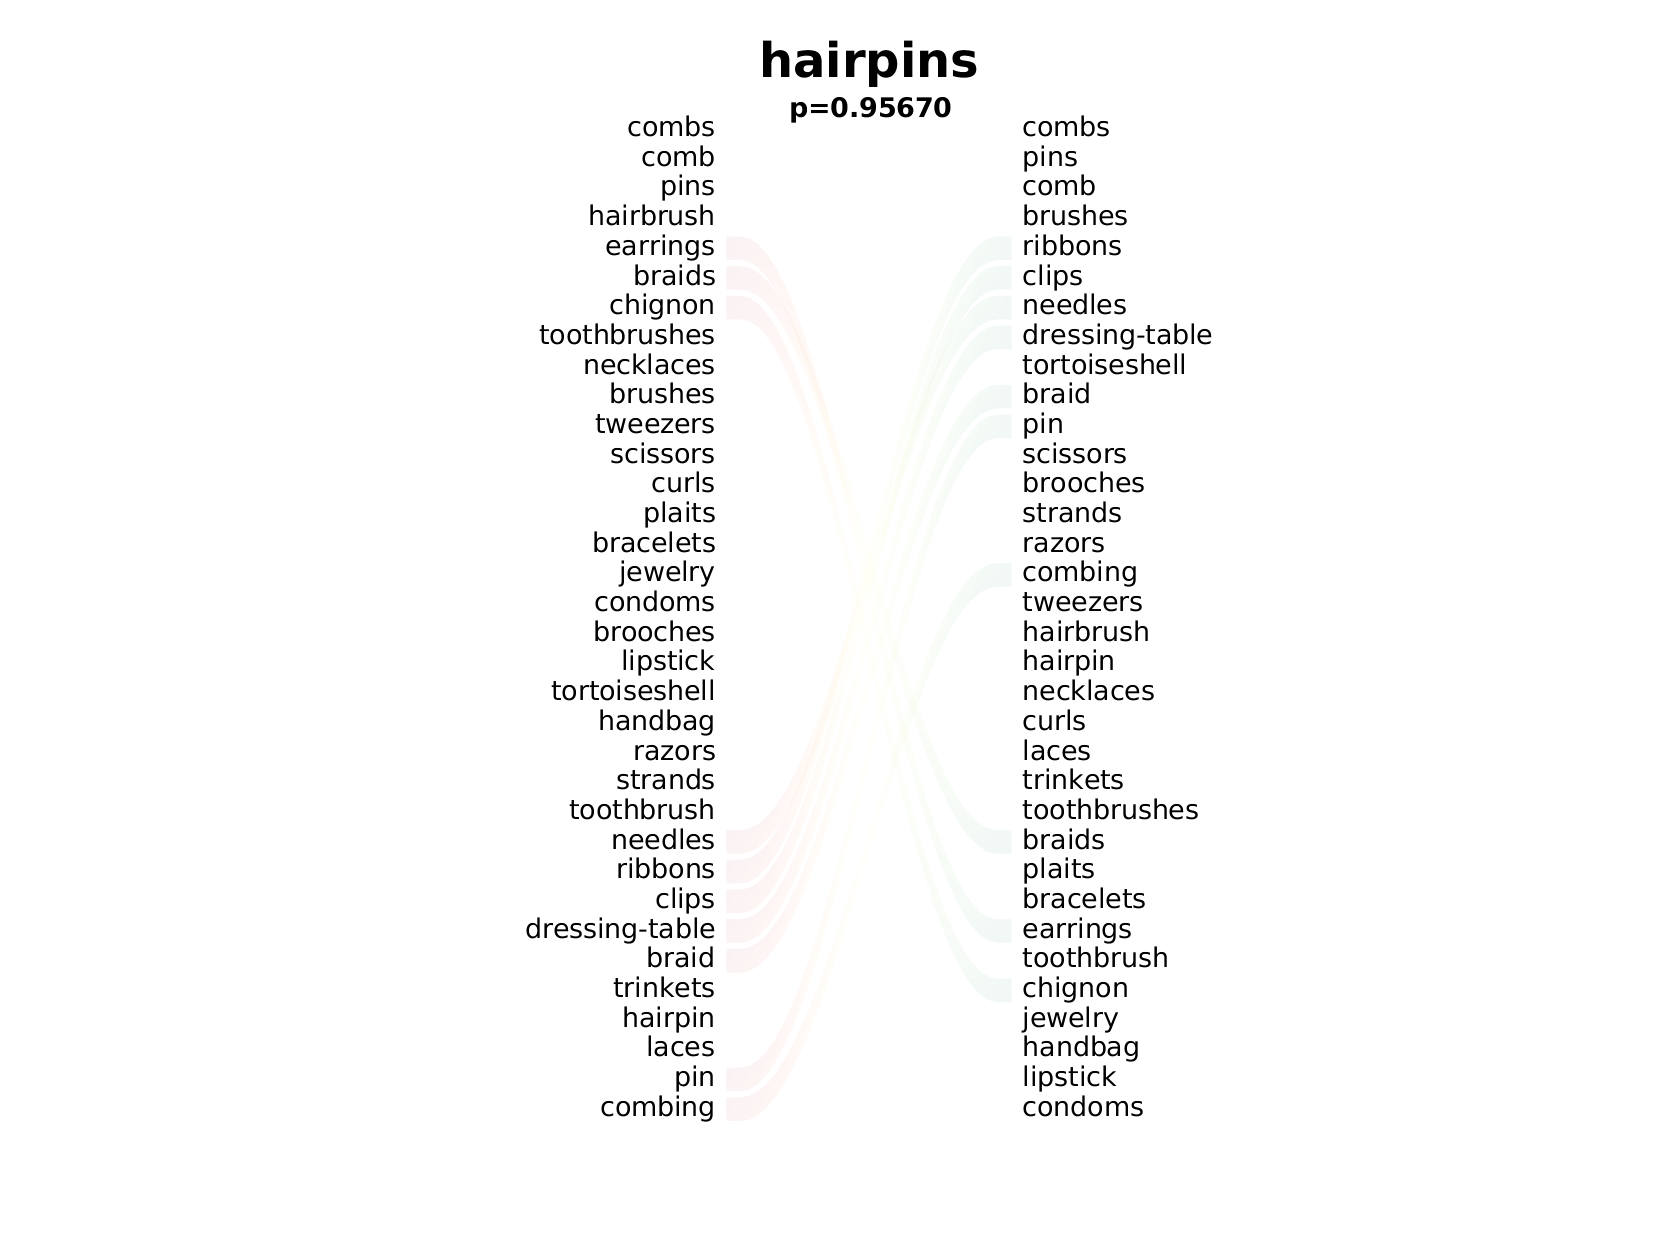 hairpins
p=0.95670
combs
comb
pins
hairbrush
earrings
braids
chignon
toothbrushes
necklaces
brushes
tweezers
scissors
curls
plaits
bracelets
jewelry
condoms
brooches
lipstick
tortoiseshell
handbag
razors
strands
toothbrush
needles
ribbons
clips
dressing-table
braid
trinkets
hairpin
laces
pin
combing
combs
pins
comb
brushes
ribbons
clips
needles
dressing-table
tortoiseshell
braid
pin
scissors
brooches
strands
razors
combing
tweezers
hairbrush
hairpin
necklaces
curls
laces
trinkets
toothbrushes
braids
plaits
bracelets
earrings
toothbrush
chignon
jewelry
handbag
lipstick
condoms